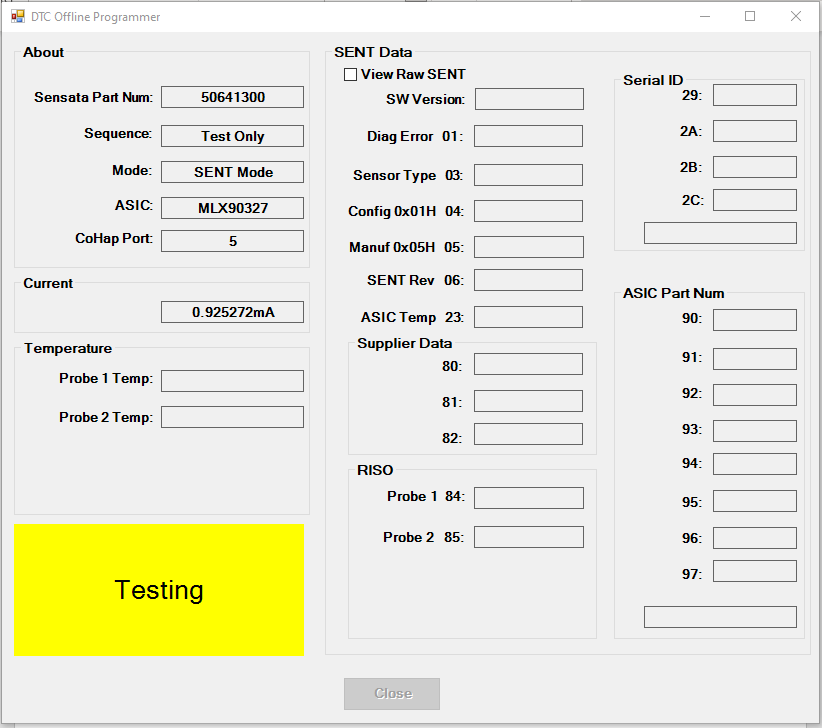 DTC Offline Programmer
About
Sensata Part Num: 50641300
Sequence: Test Only
Mode: SENT Mode
ASIC: MLX90327
CoHap Port: 5
Current
0.925272mA
Temperature
Probe 1 Temp:
Probe 2 Temp:
Testing
SENT Data
View Raw SENT
SW Version:
Diag Error 01:
Sensor Type 03:
Config 0x01H 04:
Manuf 0x05H 05:
SENT Rev 06:
ASIC Temp 23:
Supplier Data
80:
81:
82:
RISO
Probe 1 84:
Probe 2 85:
Serial ID
29:
2A:
2B:
2C:
ASIC Part Num
90:
91:
92:
93:
94:
95:
96:
97:
Close